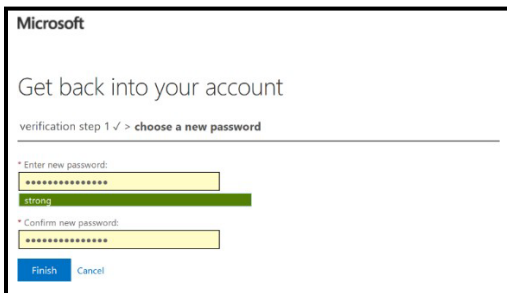 Microsoft
Get back into your account
verification step 1 ✓ > choose a new password
* Enter new password:
•••••••••••••••
strong
* Confirm new password:
•••••••••••••••
Finish Cancel